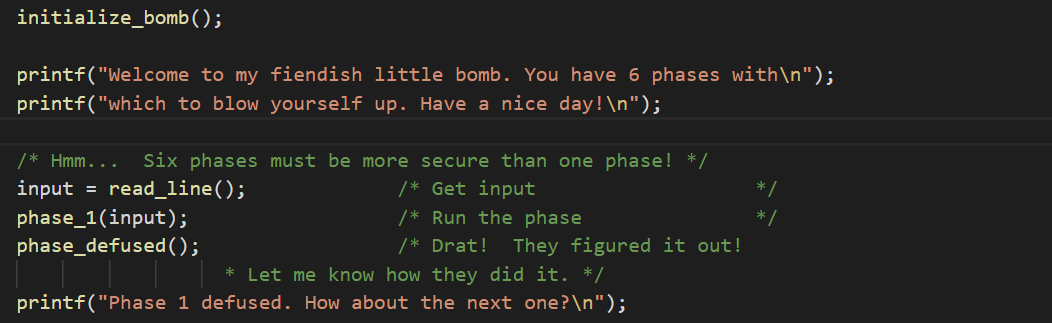 initialize_bomb();
printf("Welcome to my fiendish little bomb. You have 6 phases with\n");
printf("which to blow yourself up. Have a nice day!\n");
/* Hmm...  Six phases must be more secure than one phase! */
input = read_line();             /* Get input                   */
phase_1(input);                  /* Run the phase               */
phase_defused();                 /* Drat!  They figured it out!
* Let me know how they did it. */
printf("Phase 1 defused. How about the next one?\n");